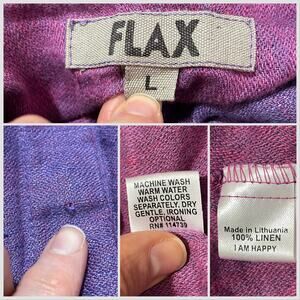 FLAX
L
MACHINE WASH
WARM WATER
WASH COLORS
SEPARATELY, DRY
GENTLE, IRONING
OPTIONAL
RN# 114739
Made in Lithuania
100% LINEN
I AM HAPPY